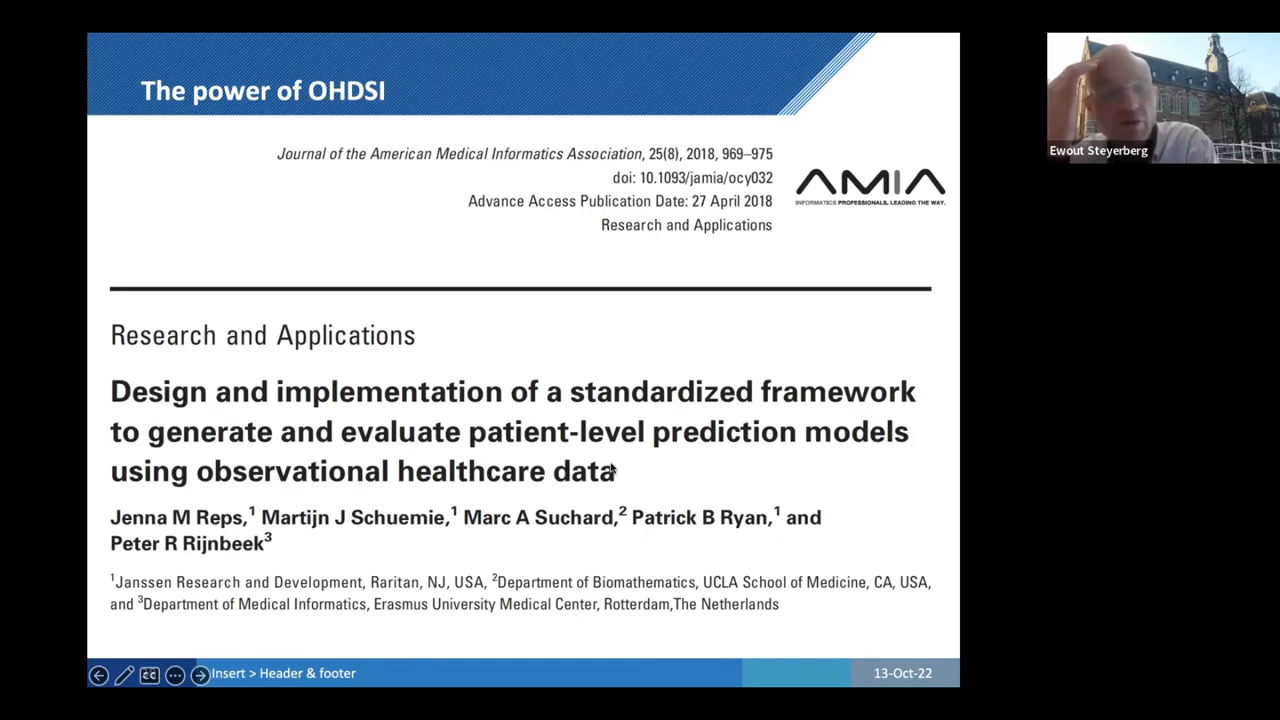 The power of OHDSI
Journal of the American Medical Informatics Association, 25(8), 2018, 969–975
doi: 10.1093/jamia/ocy032
Advance Access Publication Date: 27 April 2018
Research and Applications
AMIA
INFORMATICS PROFESSIONALS. LEADING THE WAY.
Ewout Steyerberg
Research and Applications
Design and implementation of a standardized framework
to generate and evaluate patient-level prediction models
using observational healthcare data
Jenna M Reps,1 Martijn J Schuemie,1 Marc A Suchard,2 Patrick B Ryan,1 and
Peter R Rijnbeek3
1Janssen Research and Development, Raritan, NJ, USA, 2Department of Biomathematics, UCLA School of Medicine, CA, USA,
and 3Department of Medical Informatics, Erasmus University Medical Center, Rotterdam,The Netherlands
CC
Insert > Header & footer
13-Oct-22